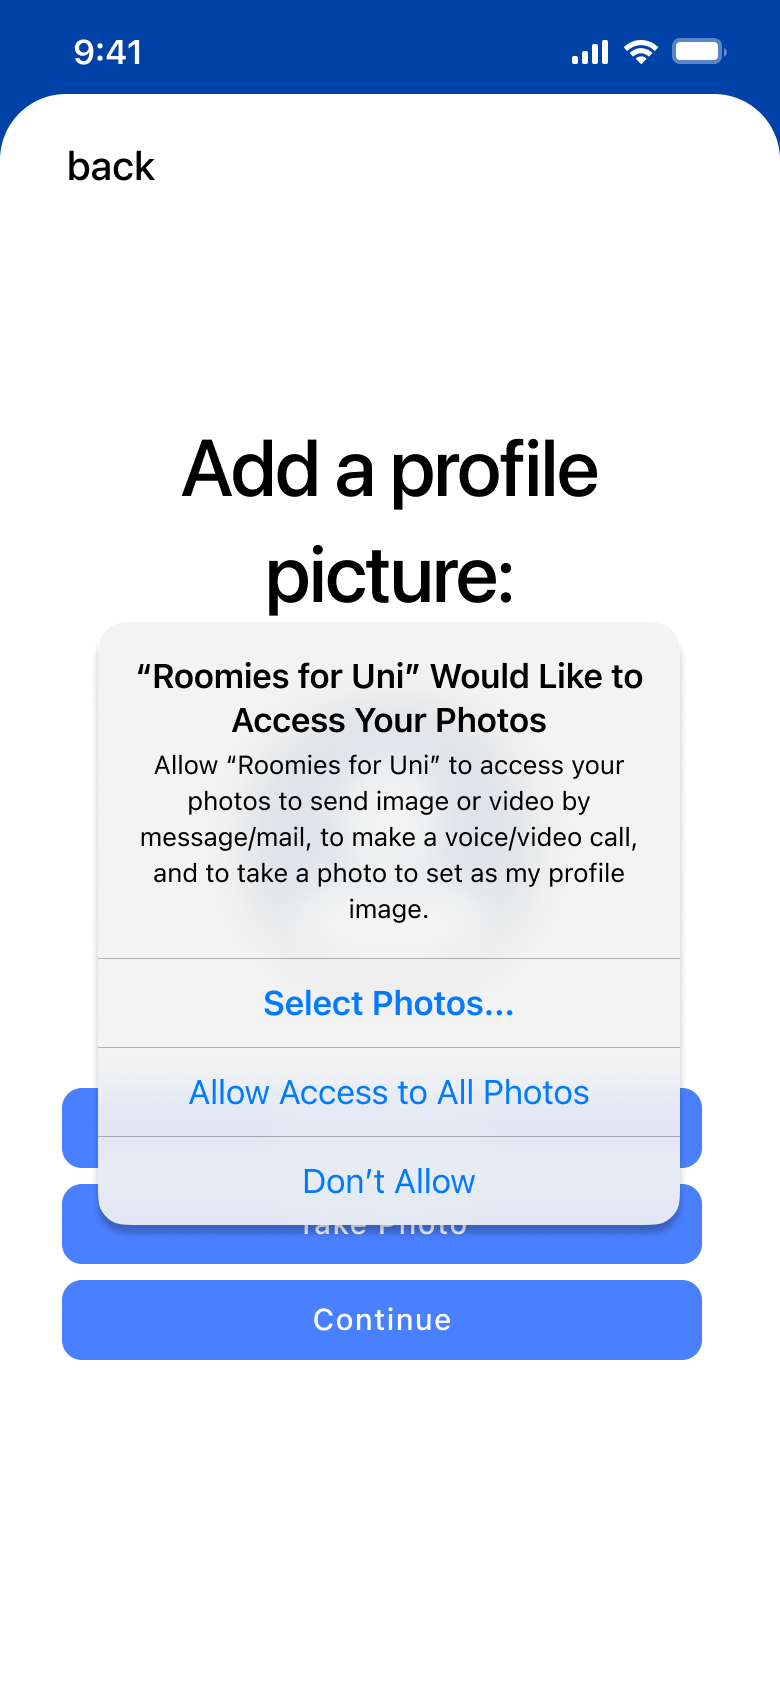 9:41
back
Add a profile
picture:
“Roomies for Uni” Would Like to
Access Your Photos
Allow “Roomies for Uni” to access your
photos to send image or video by
message/mail, to make a voice/video call,
and to take a photo to set as my profile
image.
Select Photos...
Allow Access to All Photos
Don’t Allow
Take Photo
Continue